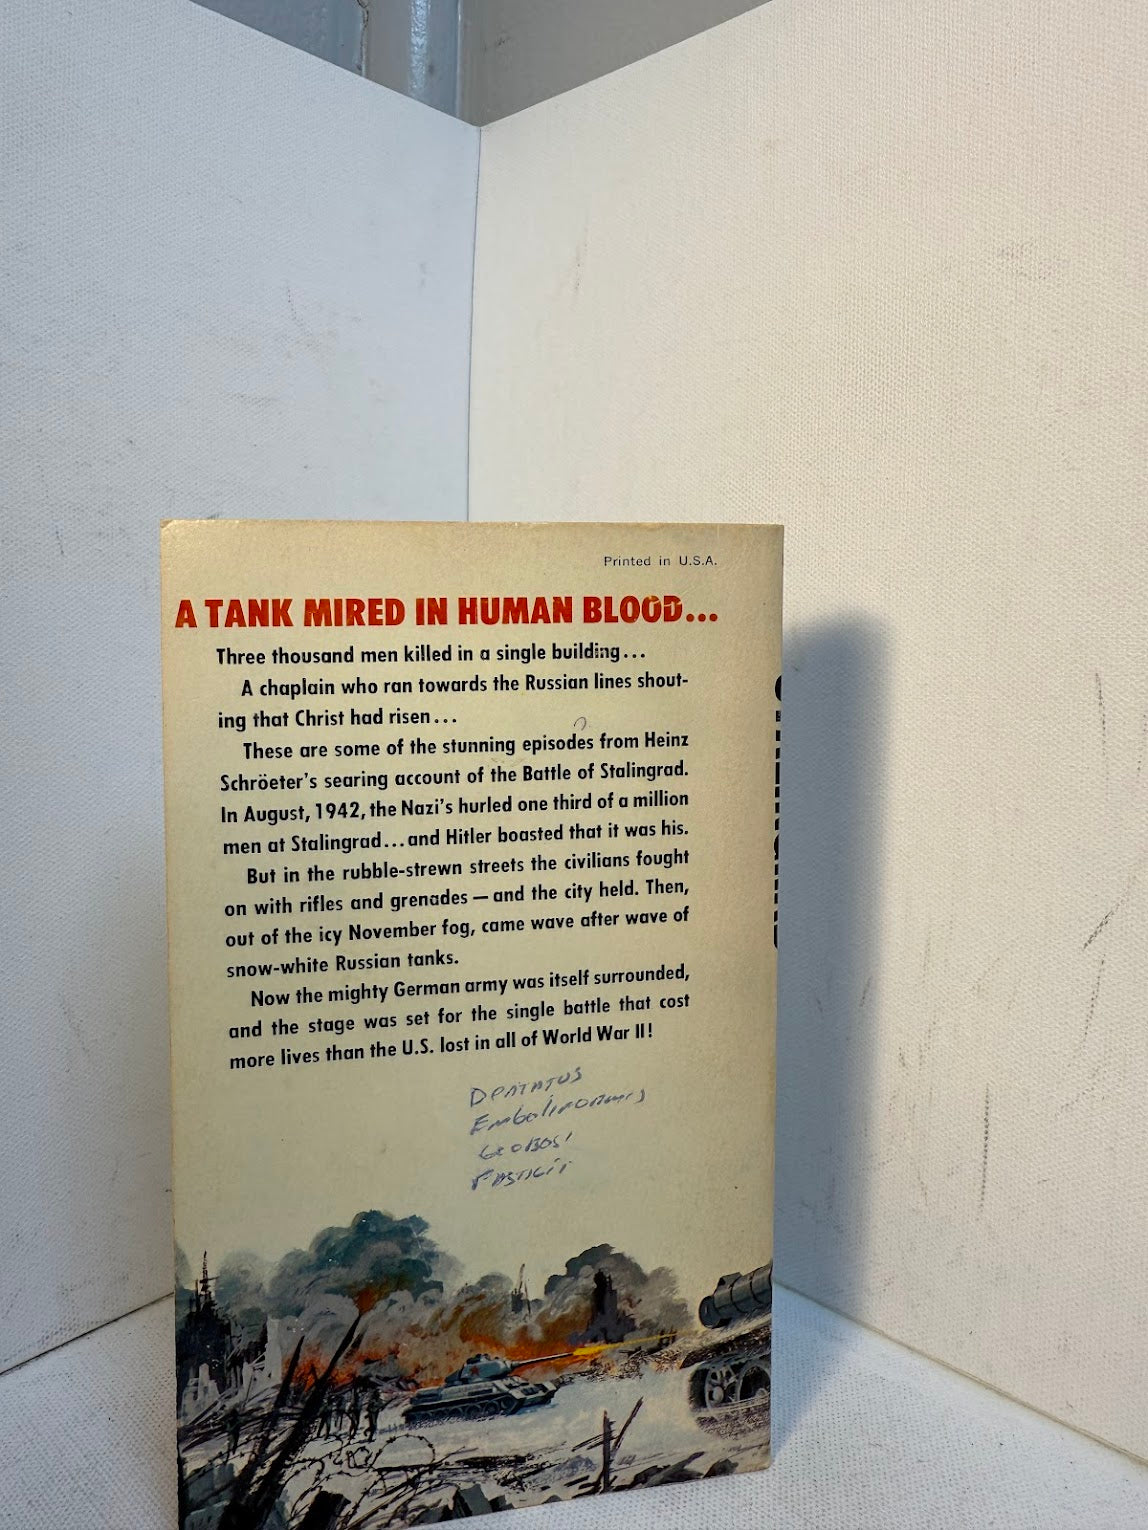 Printed in U.S.A.
A TANK MIRED IN HUMAN BLOOD...
Three thousand men killed in a single building...
A chaplain who ran towards the Russian lines shout-
ing that Christ had risen...
These are some of the stunning episodes from Heinz
Schröeter's searing account of the Battle of Stalingrad.
In August, 1942, the Nazi's hurled one third of a million
men at Stalingrad...and Hitler boasted that it was his.
But in the rubble-strewn streets the civilians fought
on with rifles and grenades — and the city held. Then,
out of the icy November fog, came wave after wave of
snow-white Russian tanks.
Now the mighty German army was itself surrounded,
and the stage was set for the single battle that cost
more lives than the U.S. lost in all of World War II!